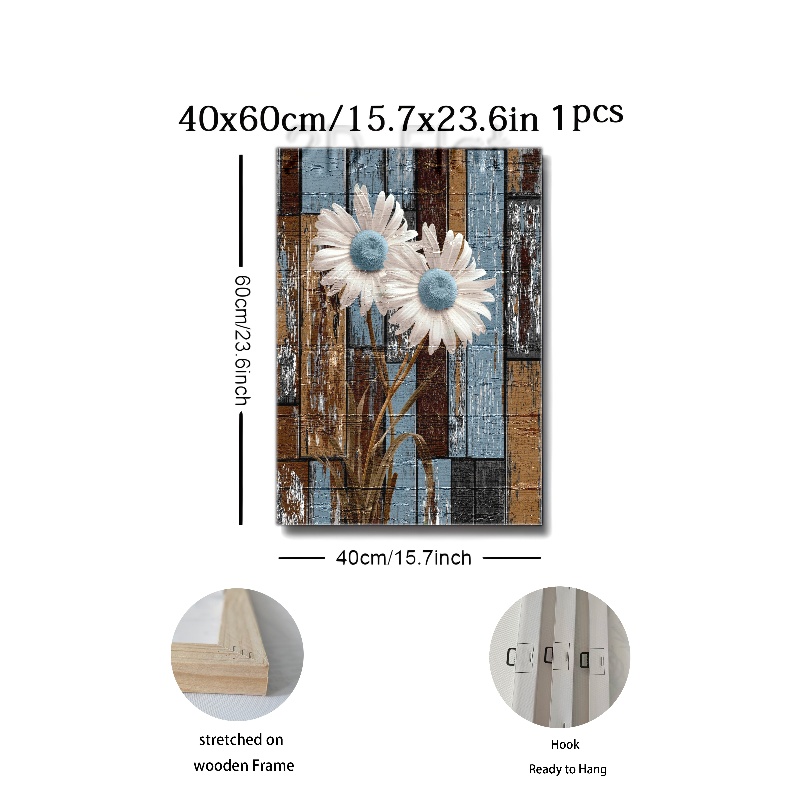 40x60cm/15.7x23.6in 1pcs
60cm/23.6inch
40cm/15.7inch
stretched on
wooden Frame
Hook
Ready to Hang